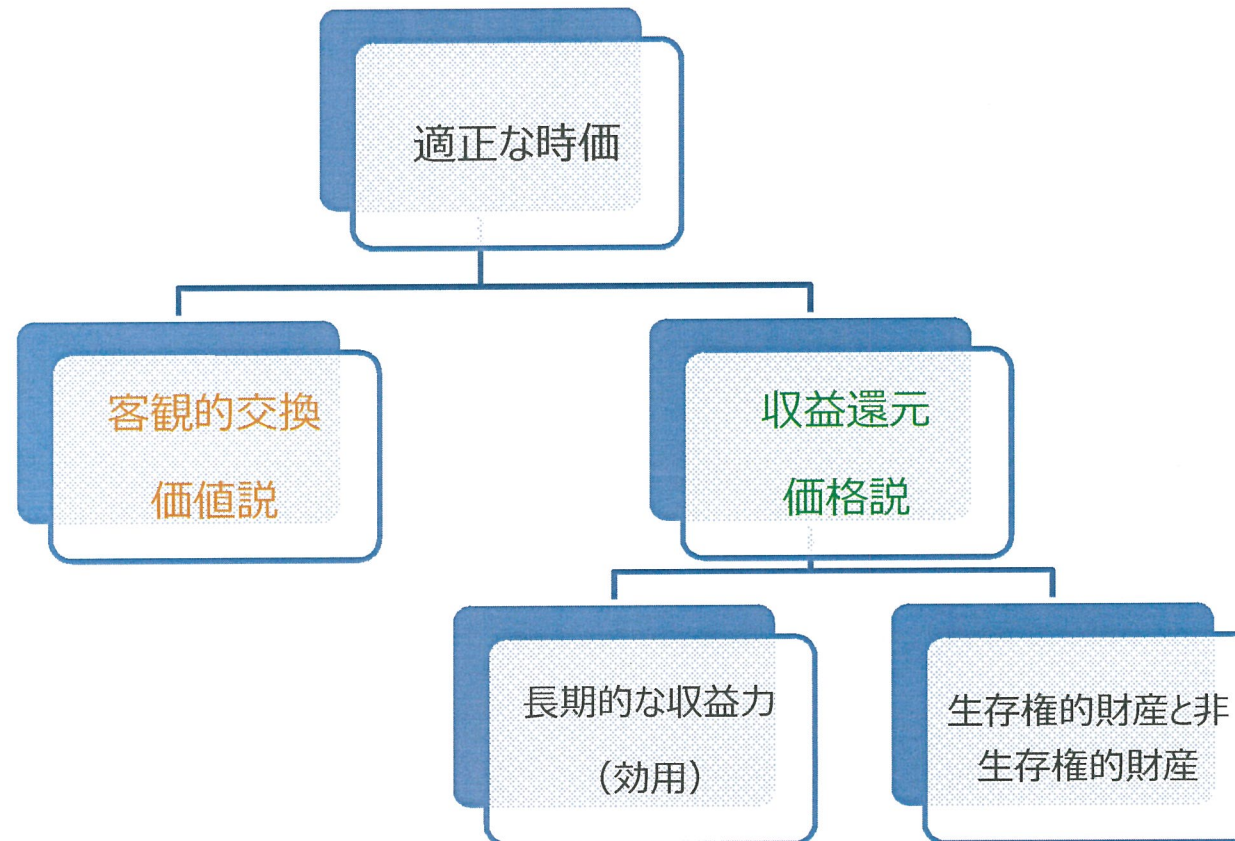 適正な時価
客観的交換
価値説
収益還元
価格説
長期的な収益力
（効用）
生存権的財産と非
生存権的財産